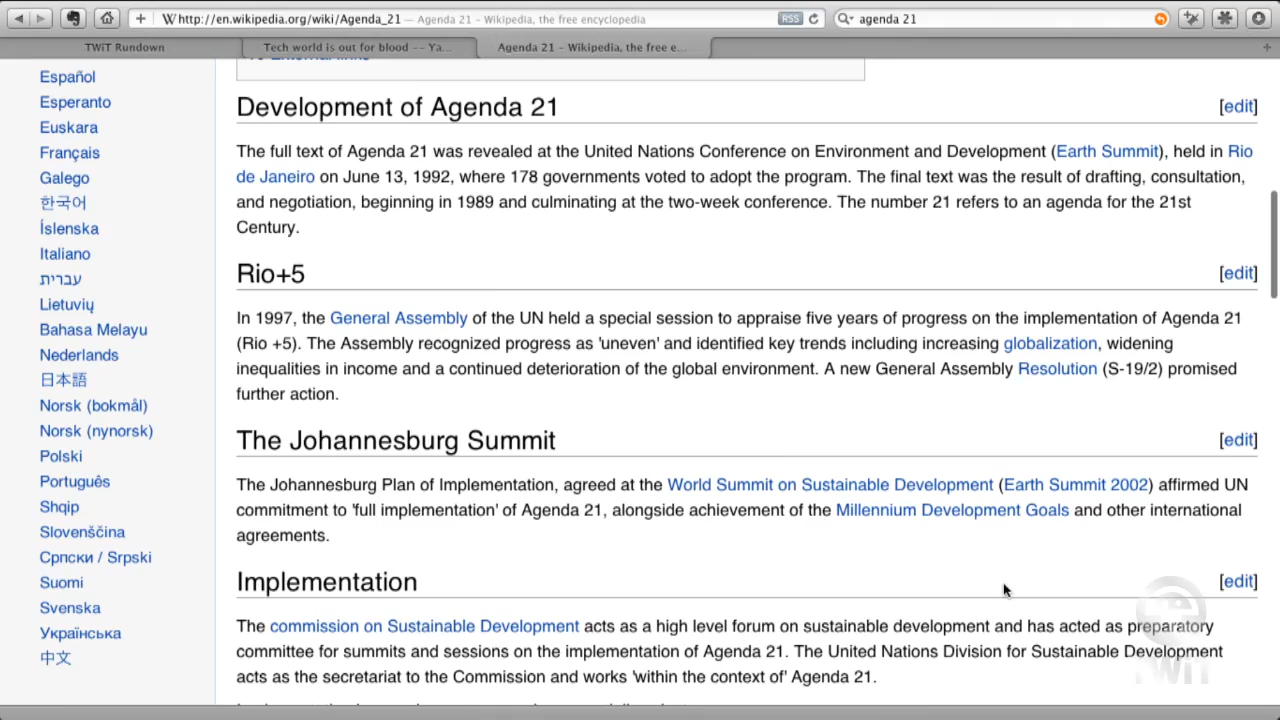 http://en.wikipedia.org/wiki/Agenda_21 — Agenda 21 - Wikipedia, the free encyclopedia
RSS
agenda 21
TWiT Rundown
Tech world is out for blood -- Ya...
Agenda 21 - Wikipedia, the free e...
Español
Esperanto
Euskara
Français
Galego
한국어
Íslenska
Italiano
עברית
Lietuvių
Bahasa Melayu
Nederlands
日本語
Norsk (bokmål)
Norsk (nynorsk)
Polski
Português
Shqip
Slovenščina
Српски / Srpski
Suomi
Svenska
Українська
中文
External links
Development of Agenda 21
[edit]
The full text of Agenda 21 was revealed at the United Nations Conference on Environment and Development (Earth Summit), held in Rio
de Janeiro on June 13, 1992, where 178 governments voted to adopt the program. The final text was the result of drafting, consultation,
and negotiation, beginning in 1989 and culminating at the two-week conference. The number 21 refers to an agenda for the 21st
Century.
Rio+5
[edit]
In 1997, the General Assembly of the UN held a special session to appraise five years of progress on the implementation of Agenda 21
(Rio +5). The Assembly recognized progress as 'uneven' and identified key trends including increasing globalization, widening
inequalities in income and a continued deterioration of the global environment. A new General Assembly Resolution (S-19/2) promised
further action.
The Johannesburg Summit
[edit]
The Johannesburg Plan of Implementation, agreed at the World Summit on Sustainable Development (Earth Summit 2002) affirmed UN
commitment to 'full implementation' of Agenda 21, alongside achievement of the Millennium Development Goals and other international
agreements.
Implementation
[edit]
The commission on Sustainable Development acts as a high level forum on sustainable development and has acted as preparatory
committee for summits and sessions on the implementation of Agenda 21. The United Nations Division for Sustainable Development
acts as the secretariat to the Commission and works 'within the context of' Agenda 21.
TWiT